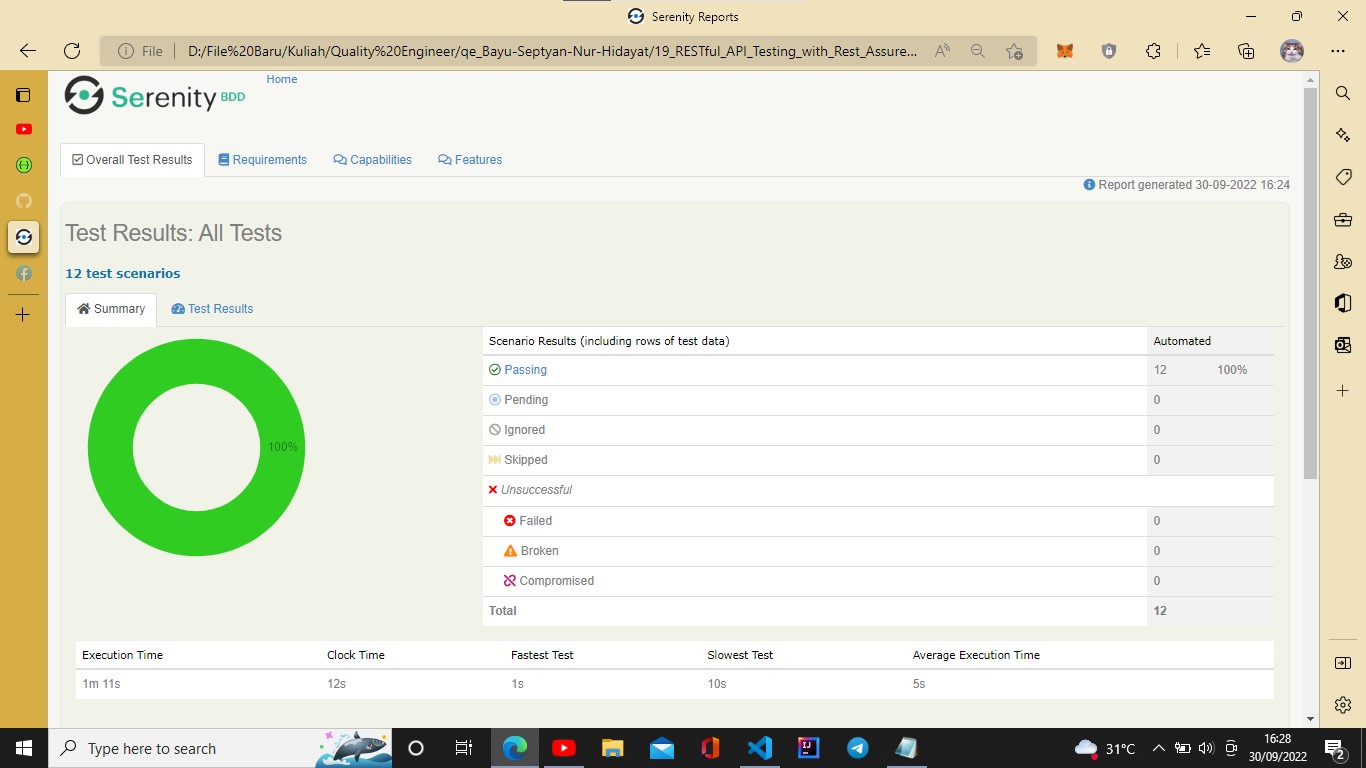 Serenity Reports
File
D:/File%20Baru/Kuliah/Quality%20Engineer/qe_Bayu-Septyan-Nur-Hidayat/19_RESTful_API_Testing_with_Rest_Assure...
Serenity BDD
Home
Overall Test Results
Requirements
Capabilities
Features
Report generated 30-09-2022 16:24
Test Results: All Tests
12 test scenarios
Summary
Test Results
100%
Scenario Results (including rows of test data) Automated
Passing 12 100%
Pending 0
Ignored 0
Skipped 0
Unsuccessful
Failed 0
Broken 0
Compromised 0
Total 12
Execution Time Clock Time Fastest Test Slowest Test Average Execution Time
1m 11s 12s 1s 10s 5s
Type here to search
31°C
16:28
30/09/2022
2